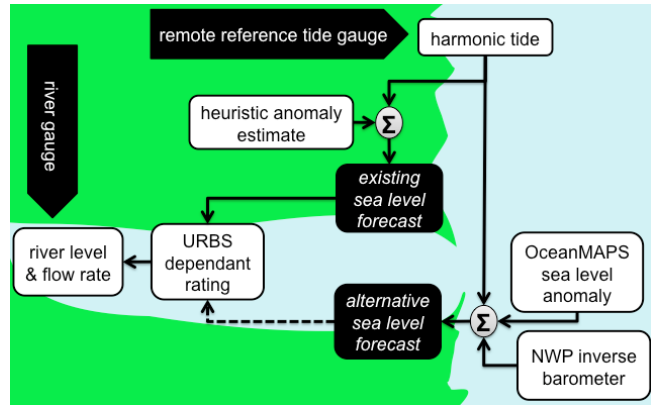 remote reference tide gauge
harmonic tide
river gauge
heuristic anomaly
estimate
Σ
existing
sea level
forecast
river level
& flow rate
URBS
dependant
rating
alternative
sea level
forecast
Σ
OceanMAPS
sea level
anomaly
NWP inverse
barometer